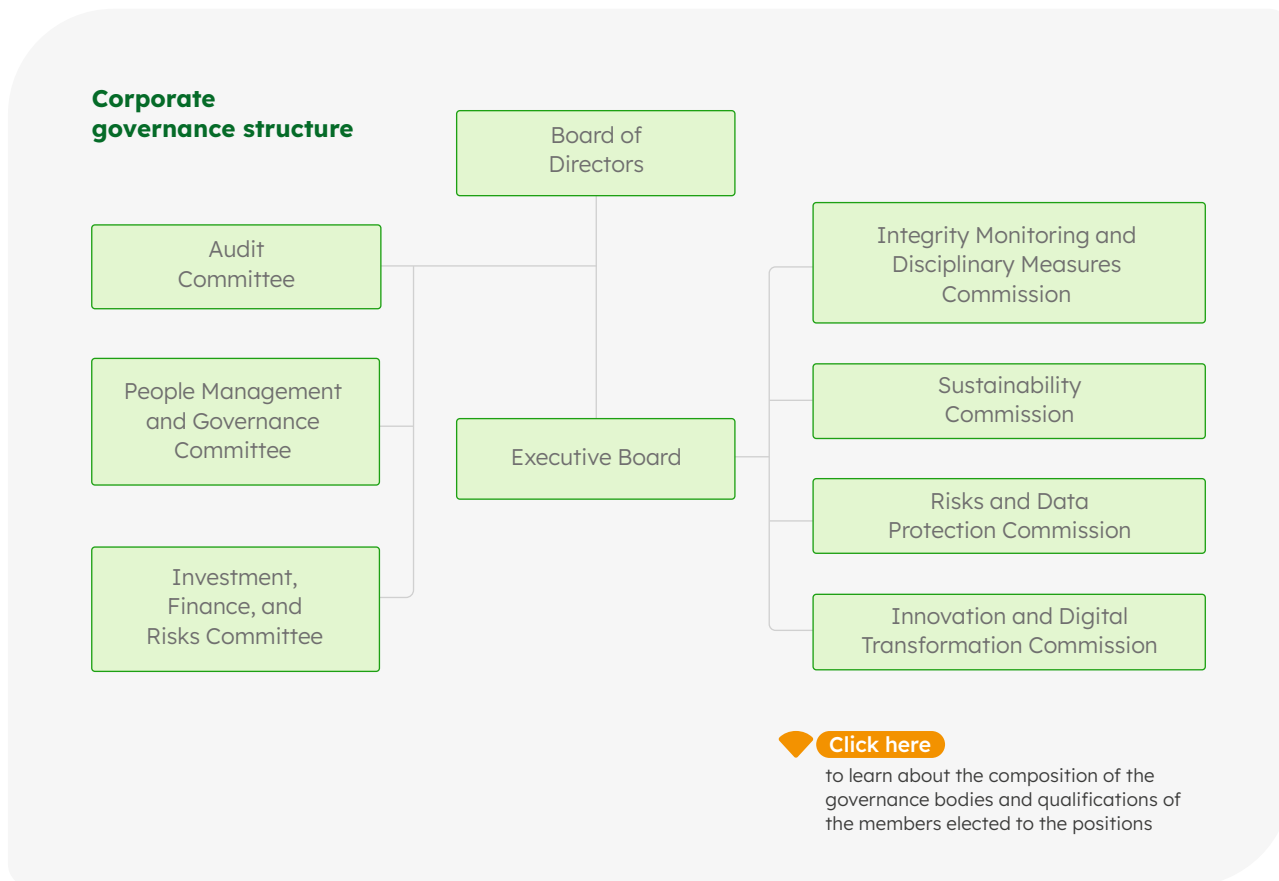 Corporate
governance structure
Board of
Directors
Audit
Committee
People Management
and Governance
Committee
Investment,
Finance, and
Risks Committee
Executive Board
Integrity Monitoring and
Disciplinary Measures
Commission
Sustainability
Commission
Risks and Data
Protection Commission
Innovation and Digital
Transformation Commission
Click here
to learn about the composition of the
governance bodies and qualifications of
the members elected to the positions